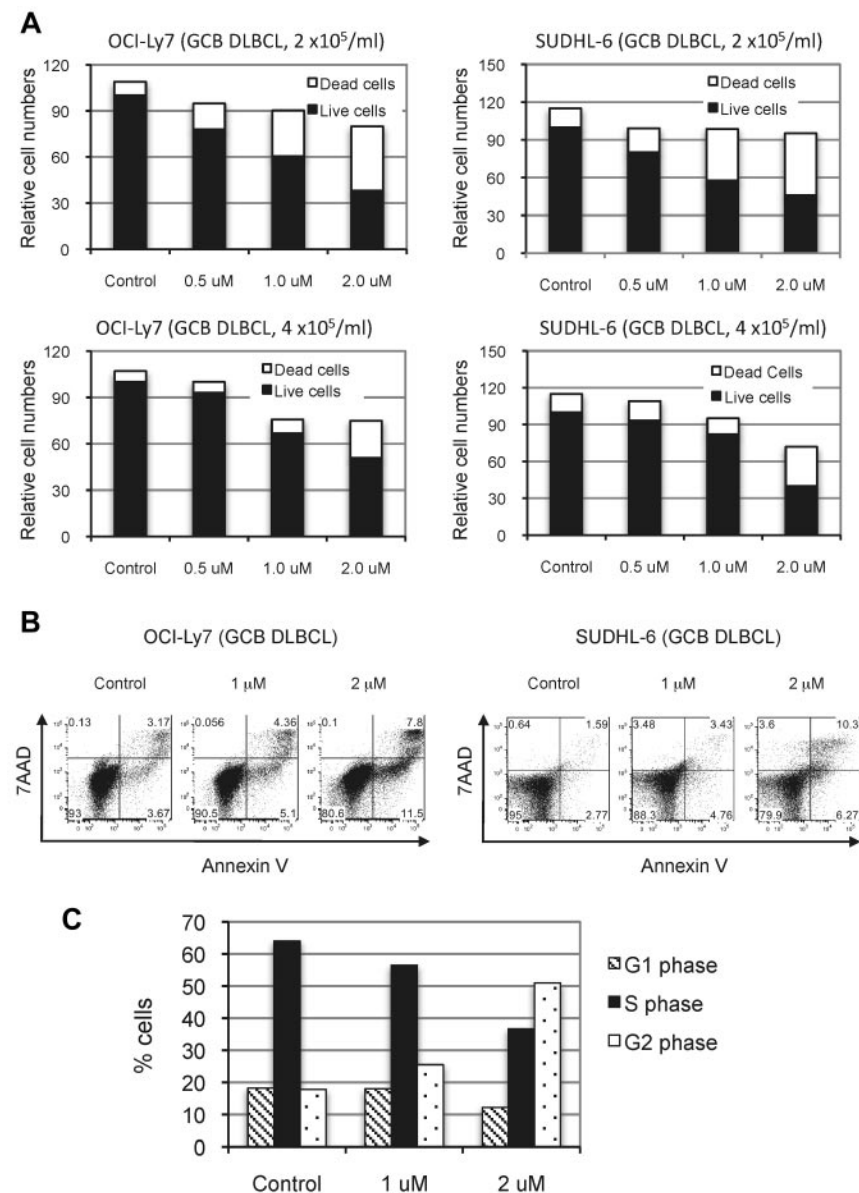 A
OCI-Ly7 (GCB DLBCL, 2 x10⁵/ml)
Relative cell numbers
120
90
60
30
0
Dead cells
Live cells
Control 0.5 uM 1.0 uM 2.0 uM
SUDHL-6 (GCB DLBCL, 2 x10⁵/ml)
Relative cell numbers
150
120
90
60
30
0
Dead cells
Live cells
Control 0.5 uM 1.0 uM 2.0 uM
OCI-Ly7 (GCB DLBCL, 4 x10⁵/ml)
Relative cell numbers
120
90
60
30
0
Dead cells
Live cells
Control 0.5 uM 1.0 uM 2.0 uM
SUDHL-6 (GCB DLBCL, 4 x10⁵/ml)
Relative cell numbers
150
120
90
60
30
0
Dead Cells
Live cells
Control 0.5 uM 1.0 uM 2.0 uM
B
OCI-Ly7 (GCB DLBCL)
Control 1 µM 2 µM
7AAD
0.13 3.17 0.056 4.36 0.1 7.8
93 3.67 90.5 5.1 80.6 11.5
Annexin V
SUDHL-6 (GCB DLBCL)
Control 1 µM 2 µM
7AAD
0.64 1.59 3.48 3.43 3.6 10.3
95 2.77 88.3 4.76 79.9 6.27
Annexin V
C
% cells
70
60
50
40
30
20
10
0
G1 phase
S phase
G2 phase
Control 1 uM 2 uM